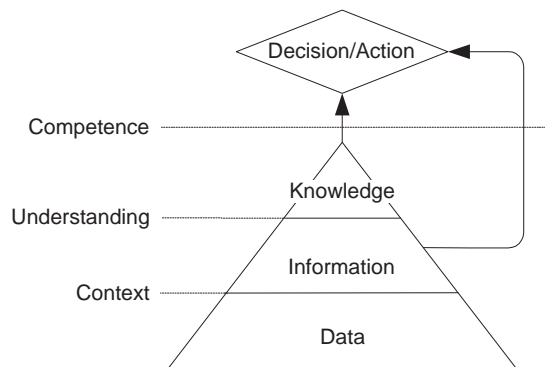 Decision/Action
Competence
Knowledge
Understanding
Information
Context
Data